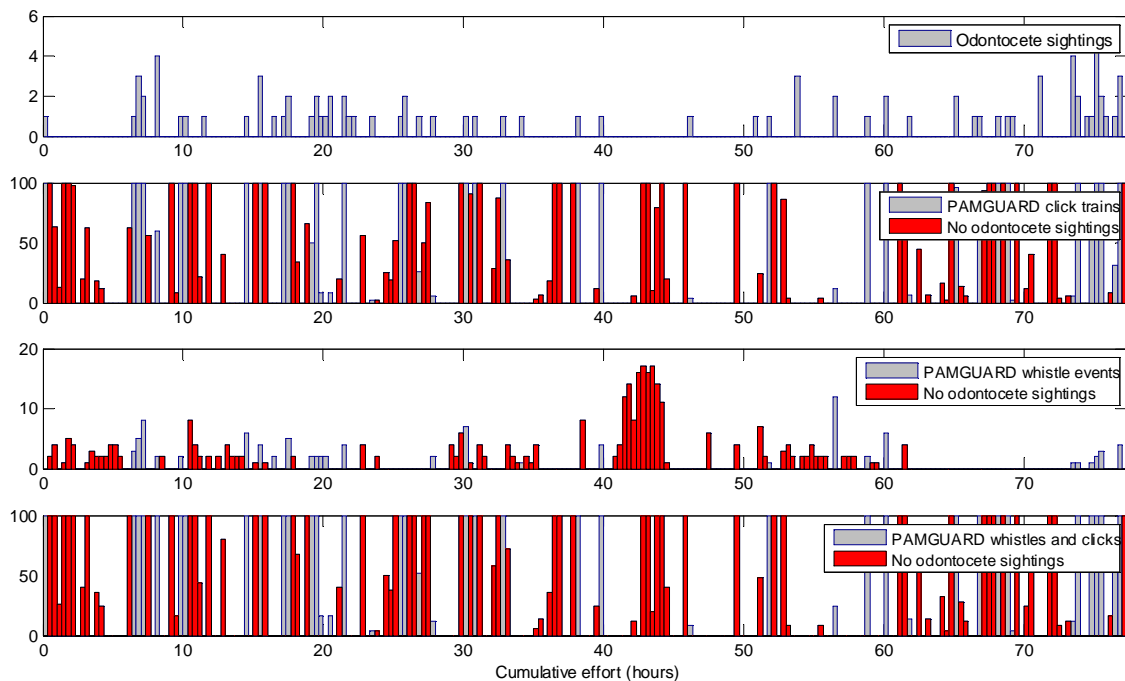 6
4
2
0
Odontocete sightings
0 10 20 30 40 50 60 70
100
50
0
PAMGUARD click trains
No odontocete sightings
0 10 20 30 40 50 60 70
20
10
0
PAMGUARD whistle events
No odontocete sightings
0 10 20 30 40 50 60 70
100
50
0
PAMGUARD whistles and clicks
No odontocete sightings
0 10 20 30 40 50 60 70
Cumulative effort (hours)